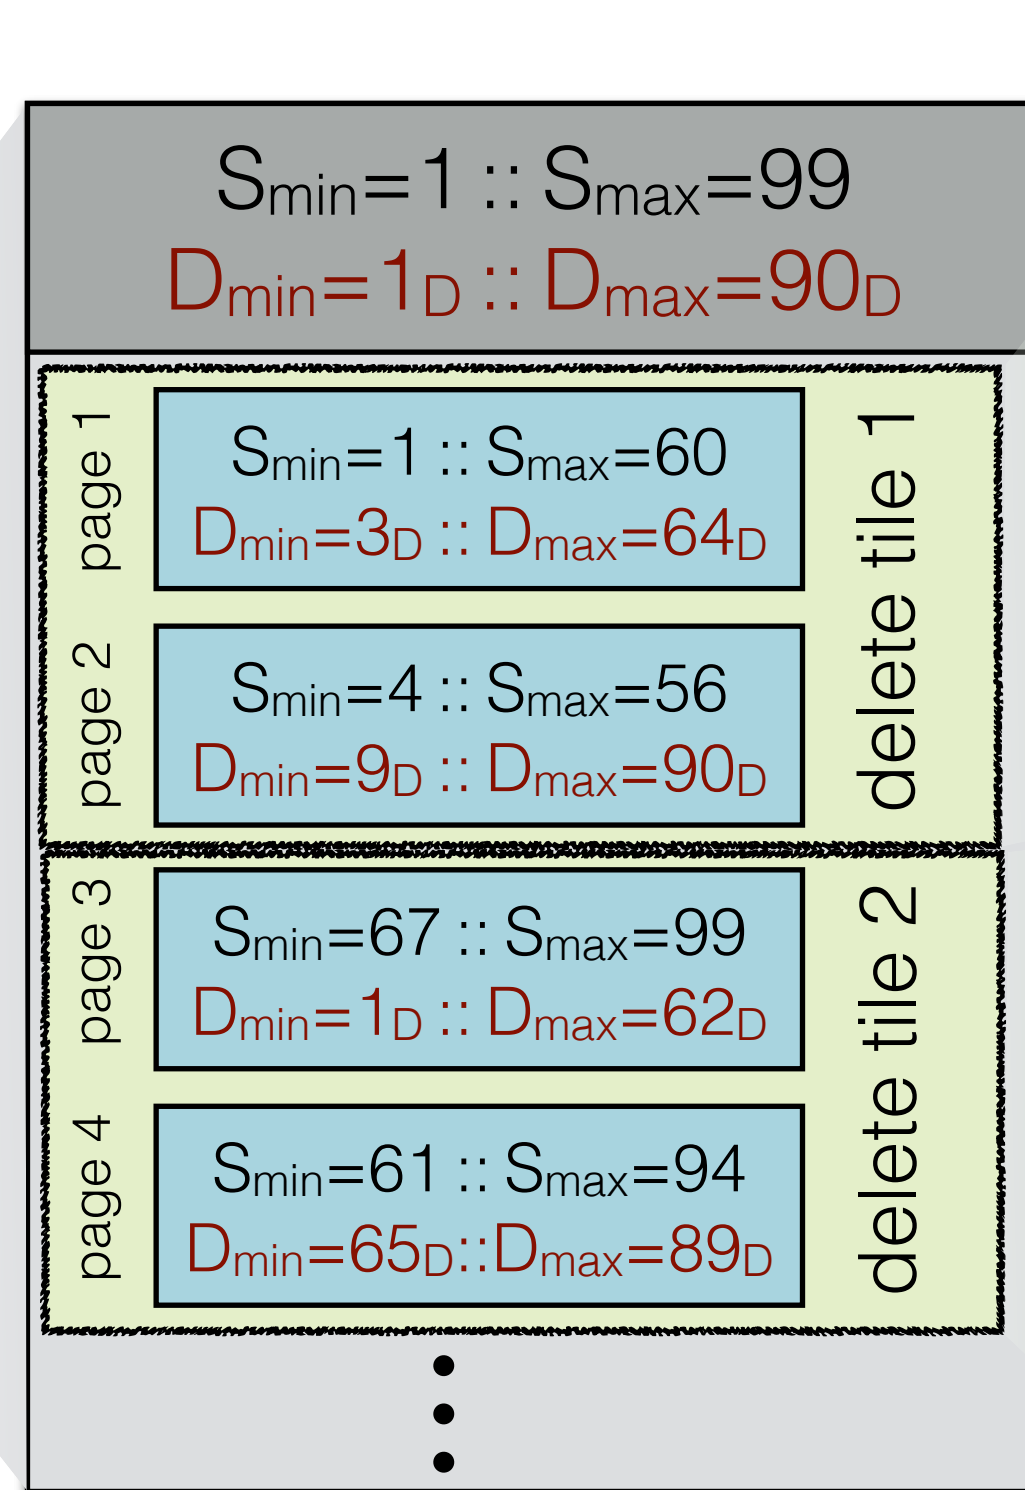 Smin=1 :: Smax=99
Dmin=1D :: Dmax=90D
page 1
Smin=1 :: Smax=60
Dmin=3D :: Dmax=64D
delete tile 1
page 2
Smin=4 :: Smax=56
Dmin=9D :: Dmax=90D
page 3
Smin=67 :: Smax=99
Dmin=1D :: Dmax=62D
delete tile 2
page 4
Smin=61 :: Smax=94
Dmin=65D::Dmax=89D